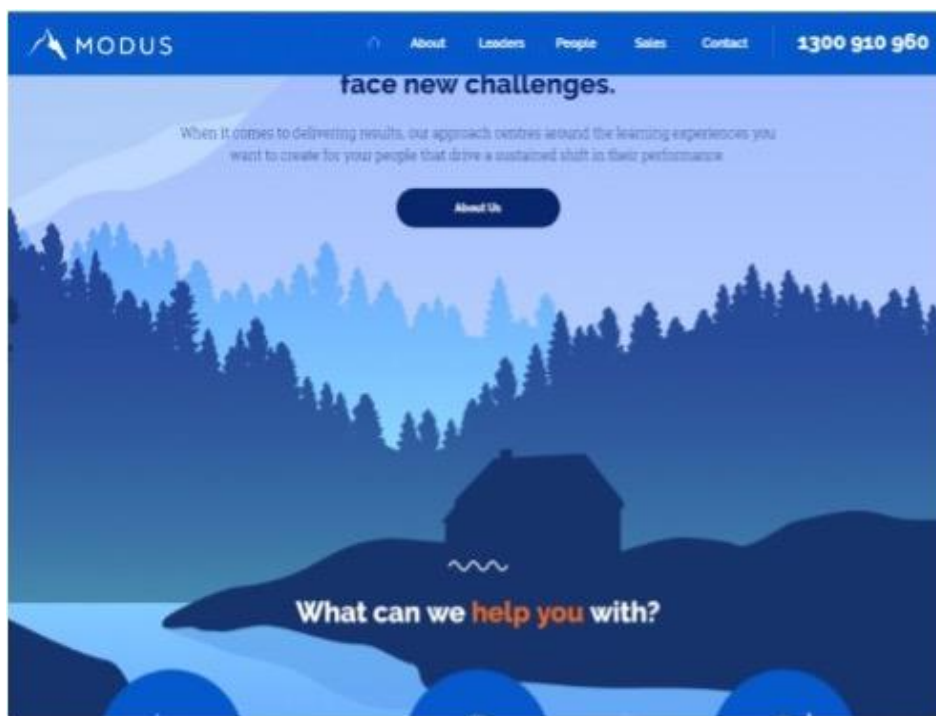 MODUS
About Leaders People Sales Contact 1300 910 960
face new challenges.
When it comes to delivering results, our approach centres around the learning experiences you
want to create for your people that drive a sustained shift in their performance
About Us
What can we help you with?